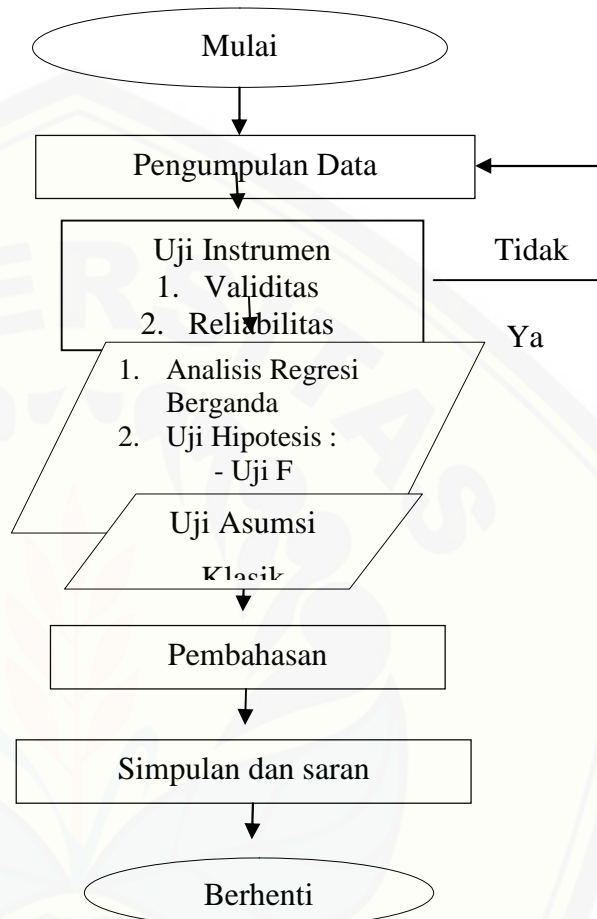 Mulai
Pengumpulan Data
Uji Instrumen
1. Validitas
2. Reliabilitas
Tidak
Ya
1. Analisis Regresi
Berganda
2. Uji Hipotesis :
- Uji F
Uji Asumsi
Klasik
Pembahasan
Simpulan dan saran
Berhenti